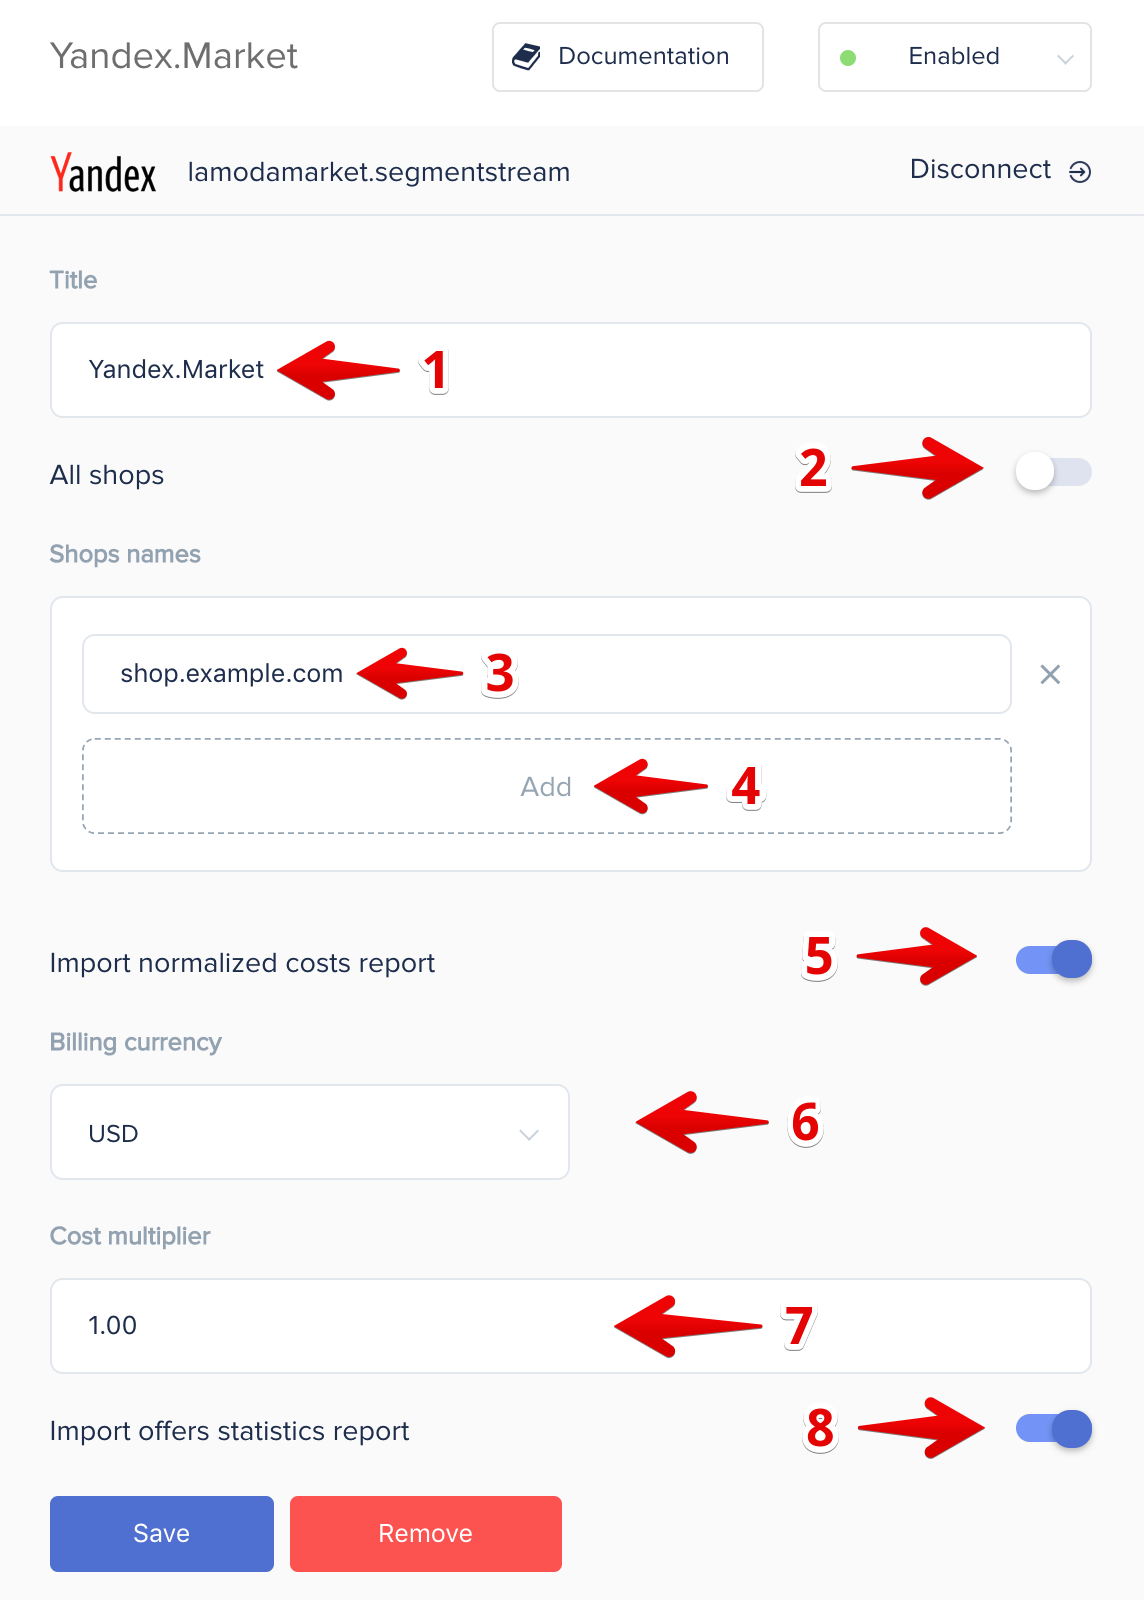 Yandex.Market
Documentation
Enabled
Yandex
lamodamarket.segmentstream
Disconnect
Title
Yandex.Market
1
All shops
2
Shops names
shop.example.com
3
Add
4
Import normalized costs report
5
Billing currency
USD
6
Cost multiplier
1.00
7
Import offers statistics report
8
Save
Remove